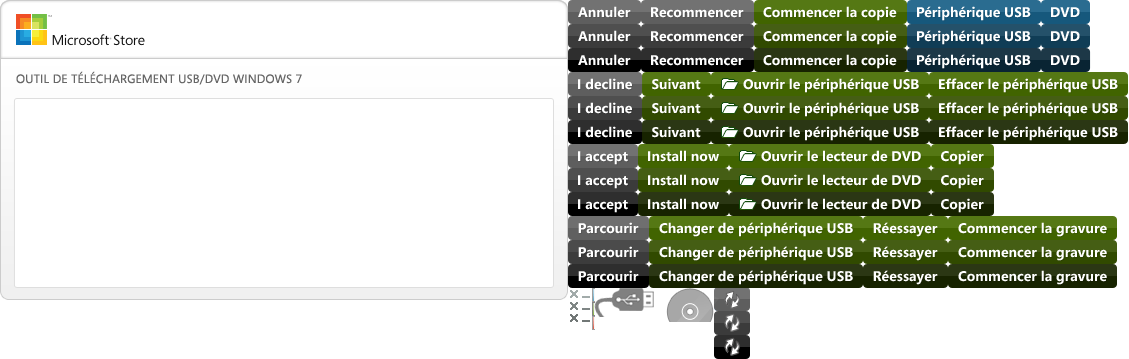 Microsoft Store
OUTIL DE TÉLÉCHARGEMENT USB/DVD WINDOWS 7
Annuler Recommencer Commencer la copie Périphérique USB DVD
Annuler Recommencer Commencer la copie Périphérique USB DVD
Annuler Recommencer Commencer la copie Périphérique USB DVD
I decline Suivant Ouvrir le périphérique USB Effacer le périphérique USB
I decline Suivant Ouvrir le périphérique USB Effacer le périphérique USB
I decline Suivant Ouvrir le périphérique USB Effacer le périphérique USB
I accept Install now Ouvrir le lecteur de DVD Copier
I accept Install now Ouvrir le lecteur de DVD Copier
I accept Install now Ouvrir le lecteur de DVD Copier
Parcourir Changer de périphérique USB Réessayer Commencer la gravure
Parcourir Changer de périphérique USB Réessayer Commencer la gravure
Parcourir Changer de périphérique USB Réessayer Commencer la gravure